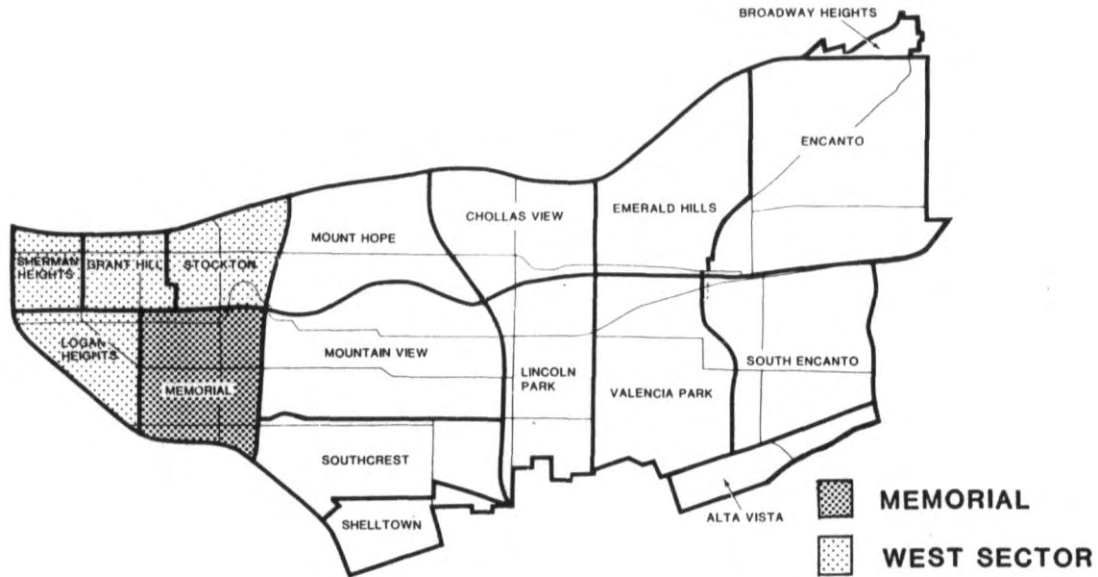 BROADWAY HEIGHTS
ENCANTO
CHOLLAS VIEW
EMERALD HILLS
MOUNT HOPE
SHERMAN
HEIGHTS
GRANT HILL
STOCKTON
LOGAN
HEIGHTS
MOUNTAIN VIEW
SOUTH ENCANTO
LINCOLN
PARK
MEMORIAL
VALENCIA PARK
SOUTHCREST
SHELLTOWN
ALTA VISTA
MEMORIAL
WEST SECTOR